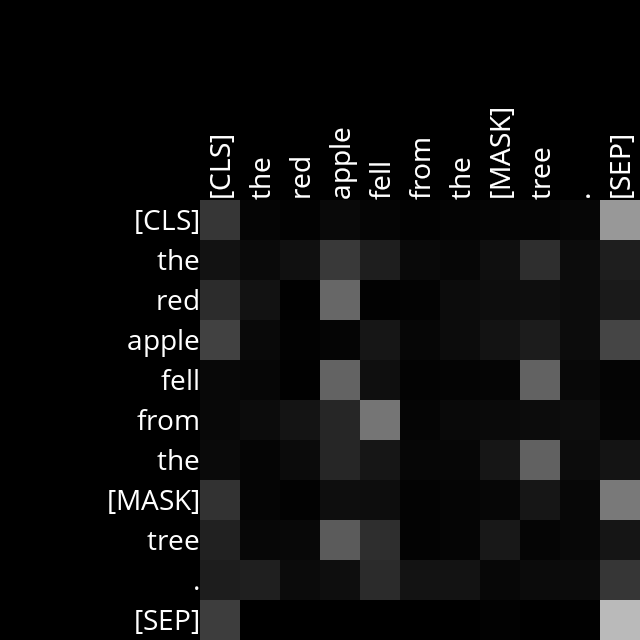 [CLS] the red apple fell from the [MASK] tree . [SEP]
[CLS]
the
red
apple
fell
from
the
[MASK]
tree
.
[SEP]